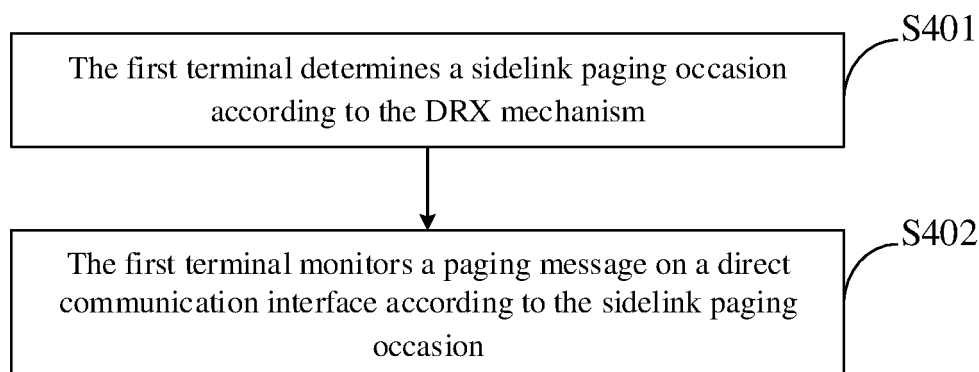 S401
The first terminal determines a sidelink paging occasion
according to the DRX mechanism
S402
The first terminal monitors a paging message on a direct
communication interface according to the sidelink paging
occasion